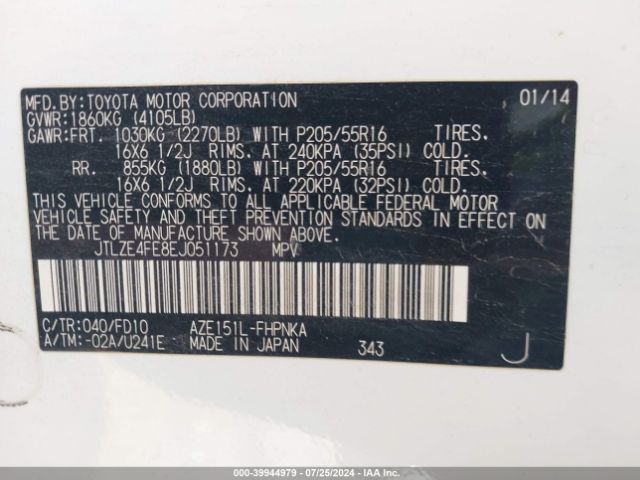 MFD.BY:TOYOTA MOTOR CORPORATION 01/14
GVWR:1860KG (4105LB)
GAWR:FRT. 1030KG (2270LB) WITH P205/55R16 TIRES.
16X6 1/2J RIMS. AT 240KPA (35PSI) COLD.
RR. 855KG (1880LB) WITH P205/55R16 TIRES.
16X6 1/2J RIMS. AT 220KPA (32PSI) COLD.
THIS VEHICLE CONFORMS TO ALL APPLICABLE FEDERAL MOTOR
VEHICLE SAFETY AND THEFT PREVENTION STANDARDS IN EFFECT ON
THE DATE OF MANUFACTURE SHOWN ABOVE.
JTLZE4FE8EJ051173 MPV
C/TR:040/FD10 AZE151L-FHPNKA
A/TM:-02A/U241E MADE IN JAPAN 343 J
000-39944979 - 07/25/2024 - IAA Inc.